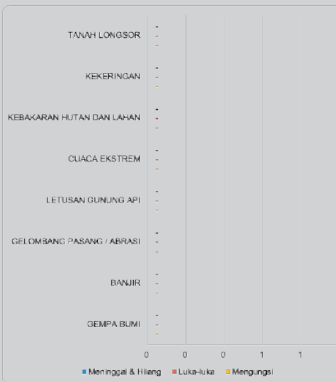 TANAH LONGSOR
KEKERINGAN
KEBAKARAN HUTAN DAN LAHAN
CUACA EKSTREM
LETUSAN GUNUNG API
GELOMBANG PASANG / ABRASI
BANJIR
GEMPA BUMI
0 0 0 1 1
Meninggal & Hilang Luka-luka Mengungsi